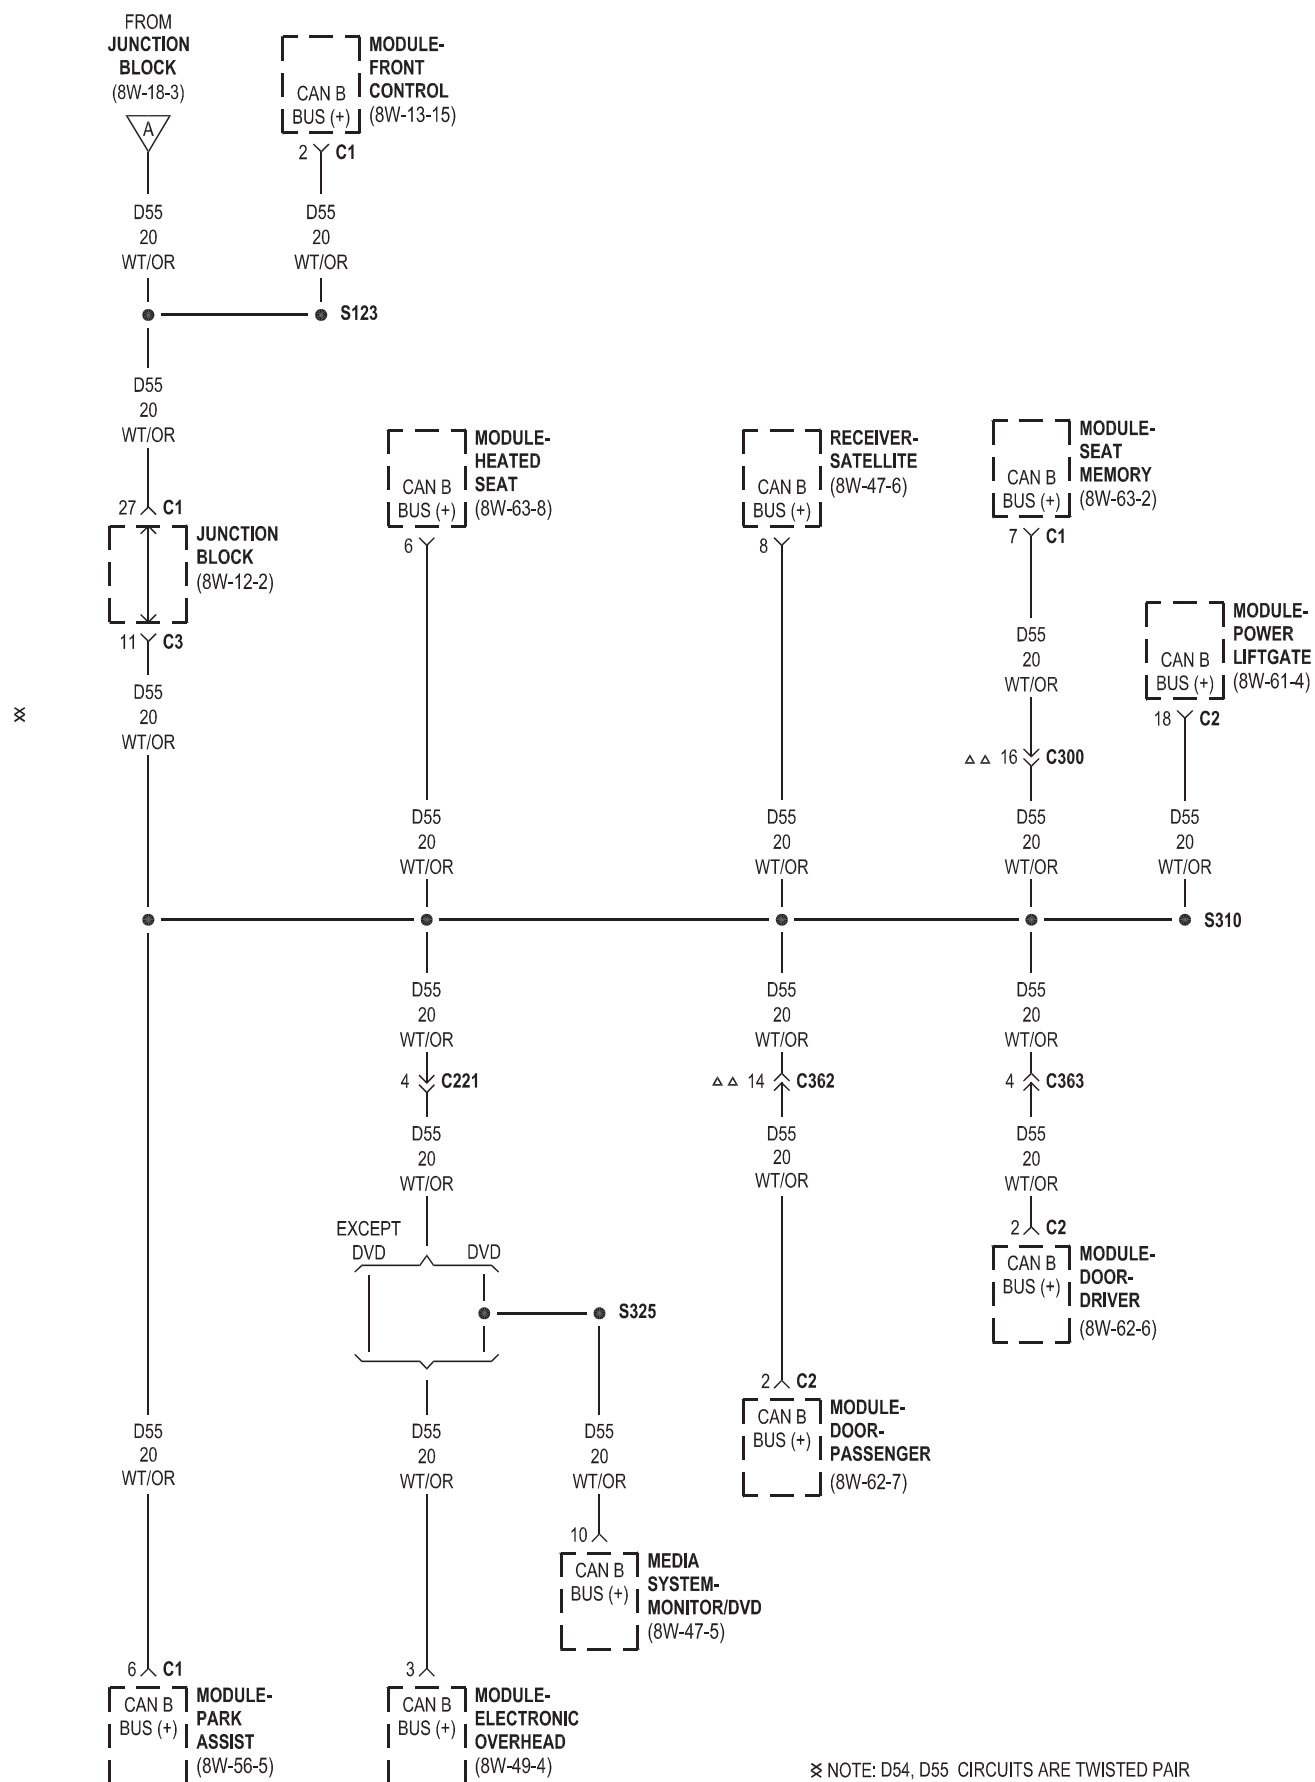 FROM
JUNCTION
BLOCK
(8W-18-3)
A
MODULE-
FRONT
CONTROL
(8W-13-15)
CAN B
BUS (+)
2 C1
D55
20
WT/OR
D55
20
WT/OR
S123
D55
20
WT/OR
27 C1
JUNCTION
BLOCK
(8W-12-2)
11 C3
D55
20
WT/OR
CAN B
BUS (+)
MODULE-
HEATED
SEAT
(8W-63-8)
6
CAN B
BUS (+)
RECEIVER-
SATELLITE
(8W-47-6)
8
CAN B
BUS (+)
MODULE-
SEAT
MEMORY
(8W-63-2)
7 C1
D55
20
WT/OR
16 C300
CAN B
BUS (+)
MODULE-
POWER
LIFTGATE
(8W-61-4)
18 C2
D55
20
WT/OR
D55
20
WT/OR
D55
20
WT/OR
D55
20
WT/OR
S310
D55
20
WT/OR
4 C221
D55
20
WT/OR
D55
20
WT/OR
14 C362
D55
20
WT/OR
D55
20
WT/OR
4 C363
D55
20
WT/OR
2 C2
CAN B
BUS (+)
MODULE-
DOOR-
DRIVER
(8W-62-6)
EXCEPT
DVD
DVD
S325
2 C2
CAN B
BUS (+)
MODULE-
DOOR-
PASSENGER
(8W-62-7)
D55
20
WT/OR
D55
20
WT/OR
D55
20
WT/OR
10
CAN B
BUS (+)
MEDIA
SYSTEM-
MONITOR/DVD
(8W-47-5)
6 C1
CAN B
BUS (+)
MODULE-
PARK
ASSIST
(8W-56-5)
3
CAN B
BUS (+)
MODULE-
ELECTRONIC
OVERHEAD
(8W-49-4)
NOTE: D54, D55 CIRCUITS ARE TWISTED PAIR